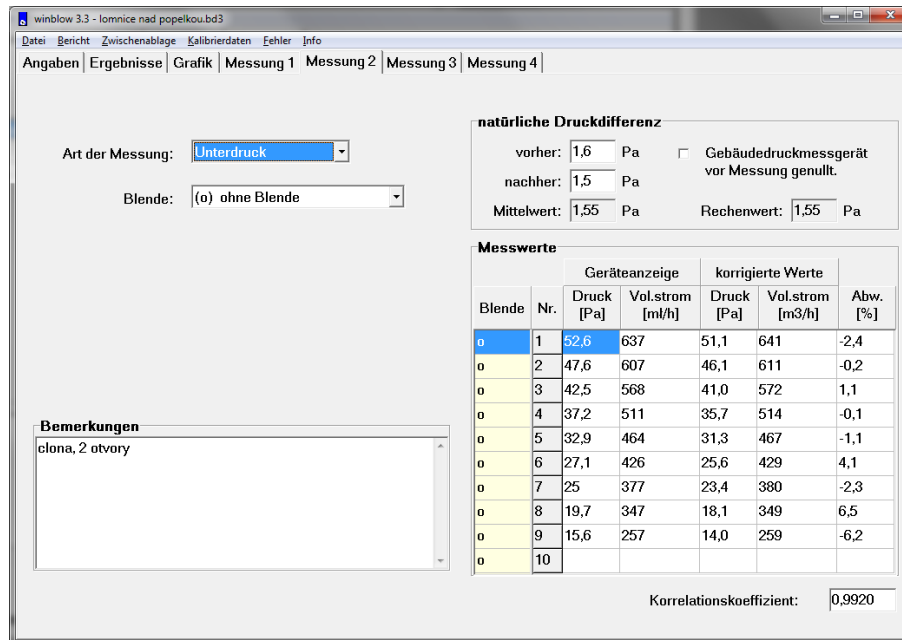 winblow 3.3 - lomnice nad popelkou.bd3
Datei Bericht Zwischenablage Kalibrierdaten Fehler Info
Angaben Ergebnisse Grafik Messung 1 Messung 2 Messung 3 Messung 4
Art der Messung: Unterdruck
Blende: (o) ohne Blende
Bemerkungen
clona, 2 otvory
natürliche Druckdifferenz
vorher: 1,6 Pa
nachher: 1,5 Pa
Mittelwert: 1,55 Pa
Gebäudedruckmessgerät
vor Messung genullt.
Rechenwert: 1,55 Pa
Messwerte
Geräteanzeige korrigierte Werte
Blende Nr. Druck [Pa] Vol.strom [ml/h] Druck [Pa] Vol.strom [m3/h] Abw. [%]
o 1 52,6 637 51,1 641 -2,4
o 2 47,6 607 46,1 611 -0,2
o 3 42,5 568 41,0 572 1,1
o 4 37,2 511 35,7 514 -0,1
o 5 32,9 464 31,3 467 -1,1
o 6 27,1 426 25,6 429 4,1
o 7 25 377 23,4 380 -2,3
o 8 19,7 347 18,1 349 6,5
o 9 15,6 257 14,0 259 -6,2
o 10
Korrelationskoeffizient: 0,9920